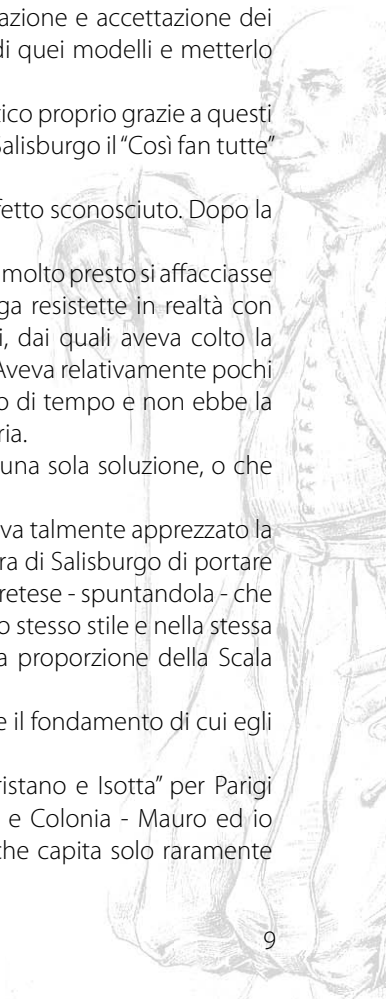 azione e accettazione dei
di quei modelli e metterlo
tico proprio grazie a questi
Salisburgo il “Così fan tutte”
fetto sconosciuto. Dopo la
molto presto si affacciasse
ga resistette in realtà con
i, dai quali aveva colto la
Aveva relativamente pochi
o di tempo e non ebbe la
ria.
una sola soluzione, o che
va talmente apprezzato la
ra di Salisburgo di portare
retese - spuntandola - che
o stesso stile e nella stessa
a proporzione della Scala
e il fondamento di cui egli
ristano e Isotta” per Parigi
e Colonia - Mauro ed io
che capita solo raramente
9